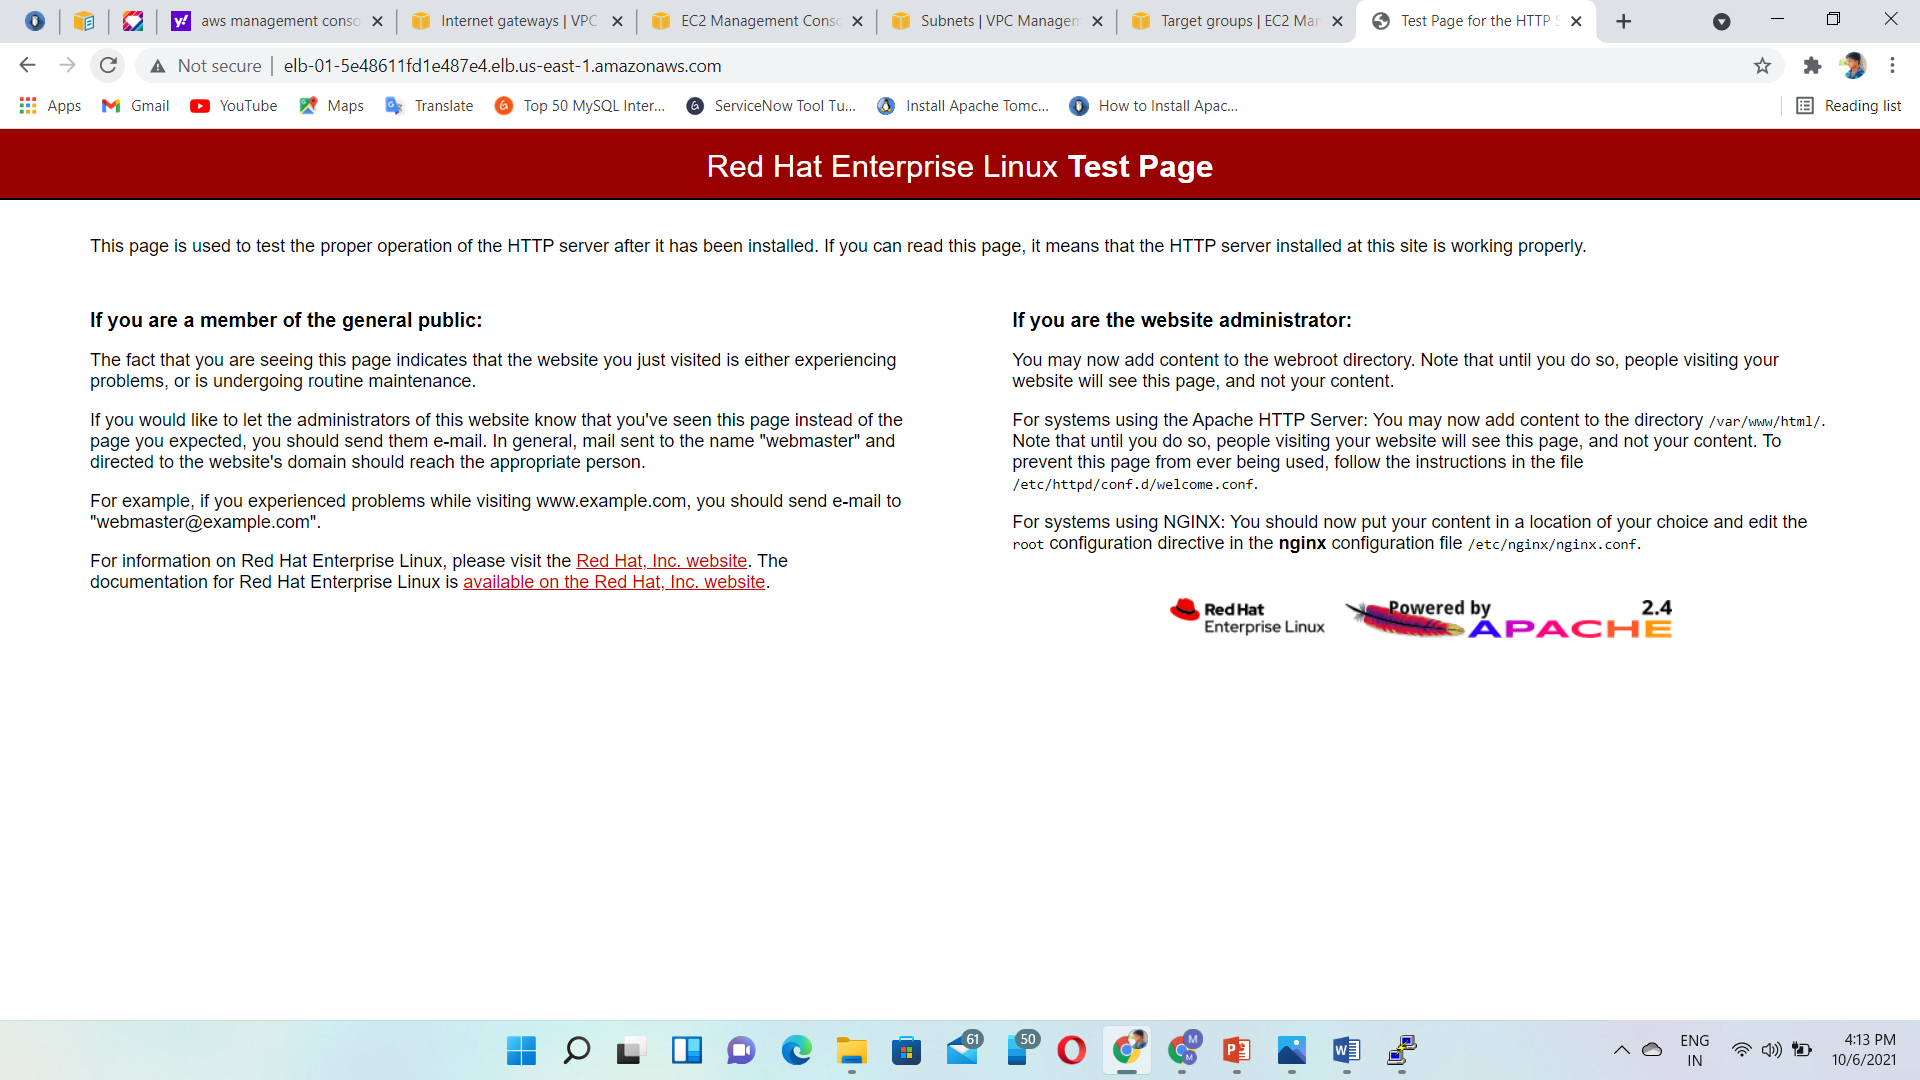 aws management conso
Internet gateways | VPC
EC2 Management Consc
Subnets | VPC Managem
Target groups | EC2 Mar
Test Page for the HTTP S
Not secure
elb-01-5e48611fd1e487e4.elb.us-east-1.amazonaws.com
Apps
Gmail
YouTube
Maps
Translate
Top 50 MySQL Inter...
ServiceNow Tool Tu...
Install Apache Tomc...
How to Install Apac...
Reading list
Red Hat Enterprise Linux Test Page
This page is used to test the proper operation of the HTTP server after it has been installed. If you can read this page, it means that the HTTP server installed at this site is working properly.
If you are a member of the general public:
The fact that you are seeing this page indicates that the website you just visited is either experiencing
problems, or is undergoing routine maintenance.
If you would like to let the administrators of this website know that you've seen this page instead of the
page you expected, you should send them e-mail. In general, mail sent to the name "webmaster" and
directed to the website's domain should reach the appropriate person.
For example, if you experienced problems while visiting www.example.com, you should send e-mail to
"webmaster@example.com".
For information on Red Hat Enterprise Linux, please visit the Red Hat, Inc. website. The
documentation for Red Hat Enterprise Linux is available on the Red Hat, Inc. website.
If you are the website administrator:
You may now add content to the webroot directory. Note that until you do so, people visiting your
website will see this page, and not your content.
For systems using the Apache HTTP Server: You may now add content to the directory /var/www/html/.
Note that until you do so, people visiting your website will see this page, and not your content. To
prevent this page from ever being used, follow the instructions in the file
/etc/httpd/conf.d/welcome.conf.
For systems using NGINX: You should now put your content in a location of your choice and edit the
root configuration directive in the nginx configuration file /etc/nginx/nginx.conf.
Red Hat
Enterprise Linux
Powered by
2.4
APACHE
61
50
M
M
ENG
IN
4:13 PM
10/6/2021